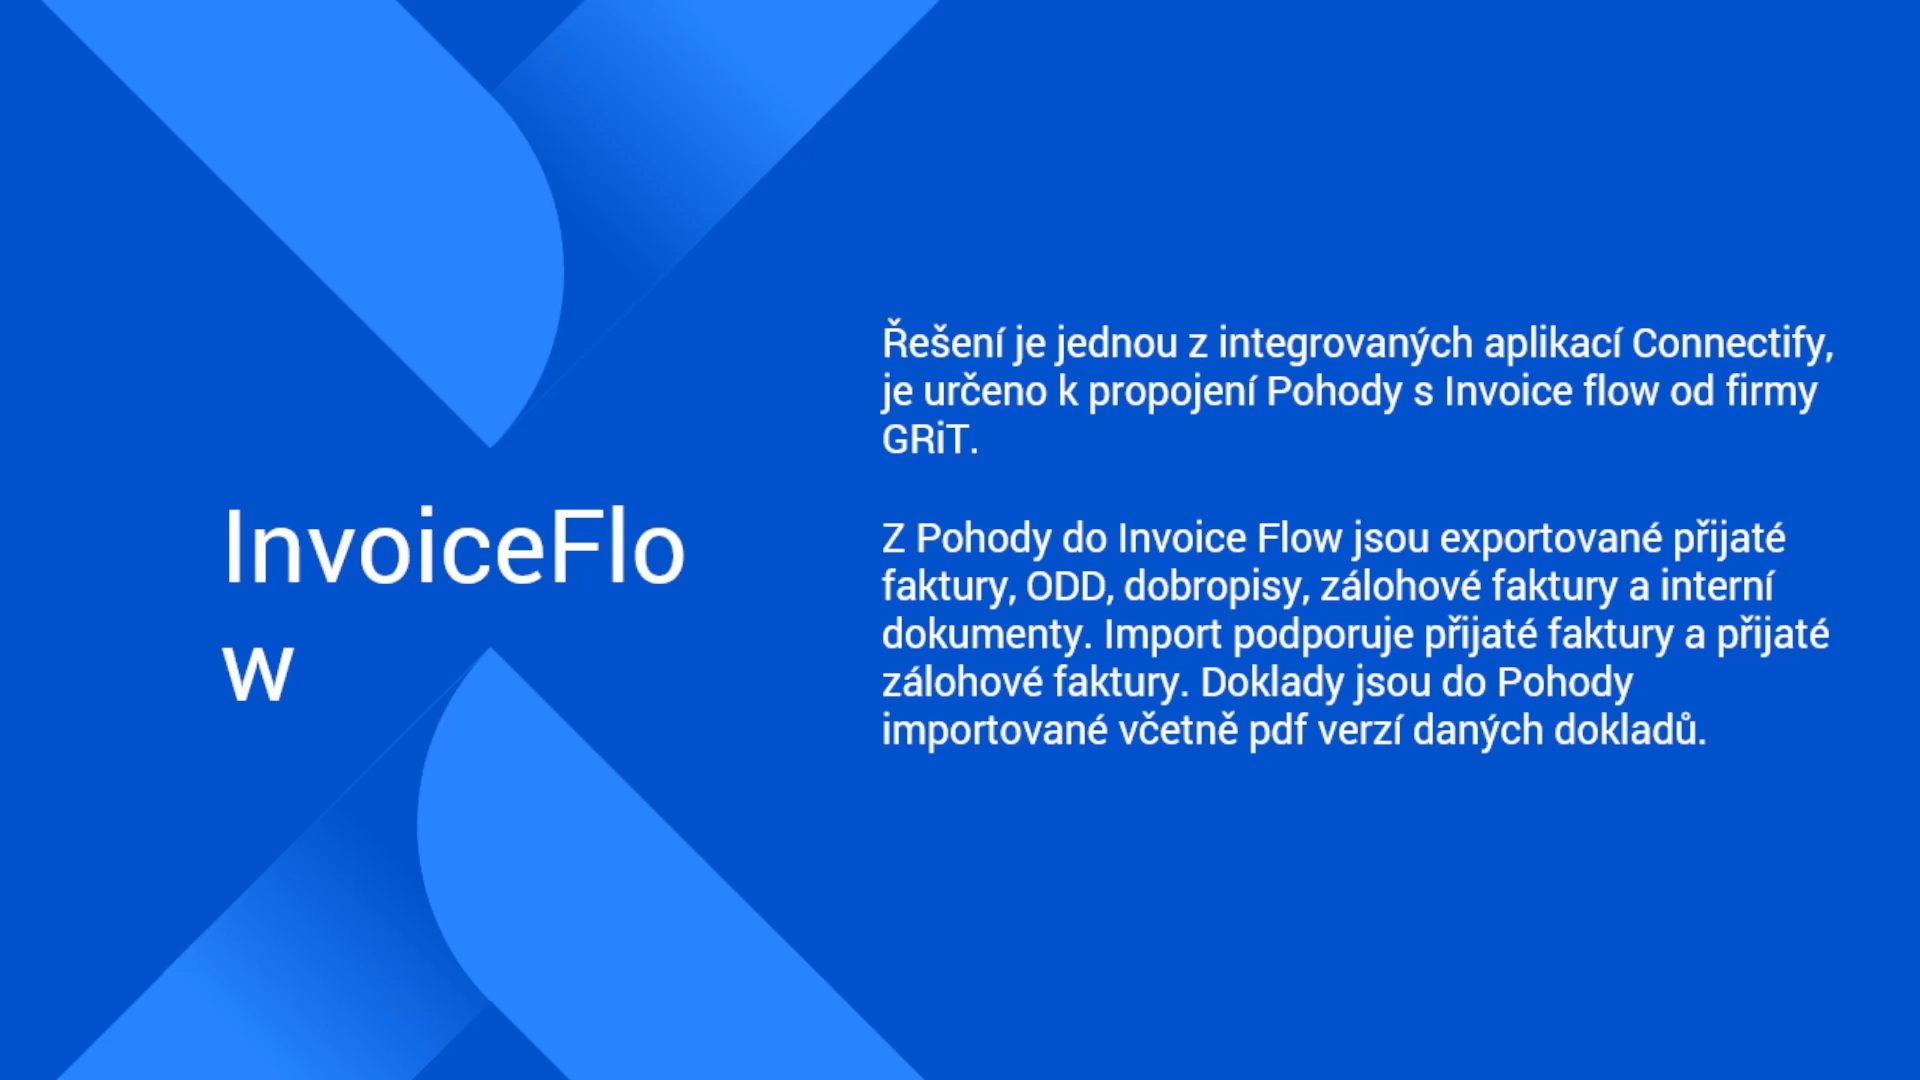 InvoiceFlo
w
Řešení je jednou z integrovaných aplikací Connectify,
je určeno k propojení Pohody s Invoice flow od firmy
GRiT.
Z Pohody do Invoice Flow jsou exportované přijaté
faktury, ODD, dobropisy, zálohové faktury a interní
dokumenty. Import podporuje přijaté faktury a přijaté
zálohové faktury. Doklady jsou do Pohody
importované včetně pdf verzí daných dokladů.